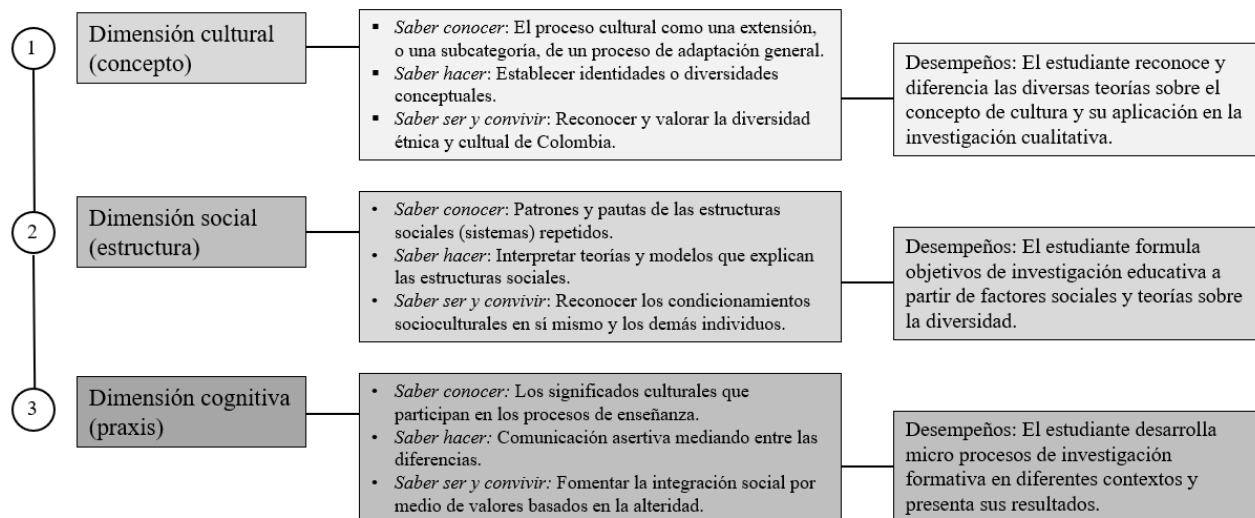 1
Dimensión cultural
(concepto)
▪ Saber conocer: El proceso cultural como una extensión,
o una subcategoría, de un proceso de adaptación general.
▪ Saber hacer: Establecer identidades o diversidades
conceptuales.
▪ Saber ser y convivir: Reconocer y valorar la diversidad
étnica y cultual de Colombia.
Desempeños: El estudiante reconoce y
diferencia las diversas teorías sobre el
concepto de cultura y su aplicación en la
investigación cualitativa.
2
Dimensión social
(estructura)
• Saber conocer: Patrones y pautas de las estructuras
sociales (sistemas) repetidos.
• Saber hacer: Interpretar teorías y modelos que explican
las estructuras sociales.
• Saber ser y convivir: Reconocer los condicionamientos
socioculturales en sí mismo y los demás individuos.
Desempeños: El estudiante formula
objetivos de investigación educativa a
partir de factores sociales y teorías sobre
la diversidad.
3
Dimensión cognitiva
(praxis)
• Saber conocer: Los significados culturales que
participan en los procesos de enseñanza.
• Saber hacer: Comunicación asertiva mediando entre las
diferencias.
• Saber ser y convivir: Fomentar la integración social por
medio de valores basados en la alteridad.
Desempeños: El estudiante desarrolla
micro procesos de investigación
formativa en diferentes contextos y
presenta sus resultados.